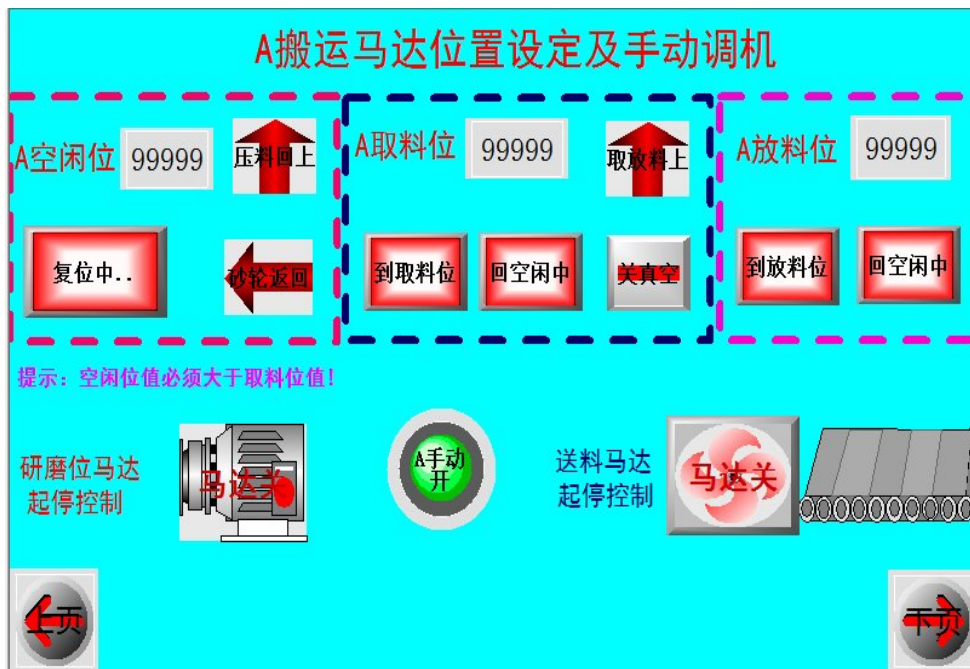 A搬运马达位置设定及手动调机
A空闲位 99999 压料回上
A取料位 99999 取放料上
A放料位 99999
复位中.. 砂轮返回
到取料位 回空闲中 关真空
到放料位 回空闲中
提示：空闲位值必须大于取料位值!
研磨位马达
起停控制
马达关
A手动
开
送料马达
起停控制
马达关
上页
下页